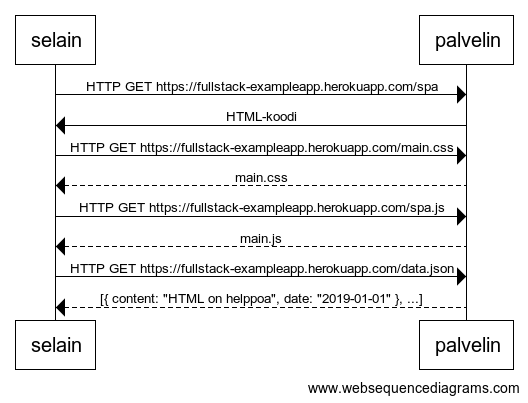 selain palvelin
HTTP GET https://fullstack-exampleapp.herokuapp.com/spa
HTML-koodi
HTTP GET https://fullstack-exampleapp.herokuapp.com/main.css
main.css
HTTP GET https://fullstack-exampleapp.herokuapp.com/spa.js
main.js
HTTP GET https://fullstack-exampleapp.herokuapp.com/data.json
[{ content: "HTML on helppoa", date: "2019-01-01" }, ...]
selain palvelin
www.websequencediagrams.com